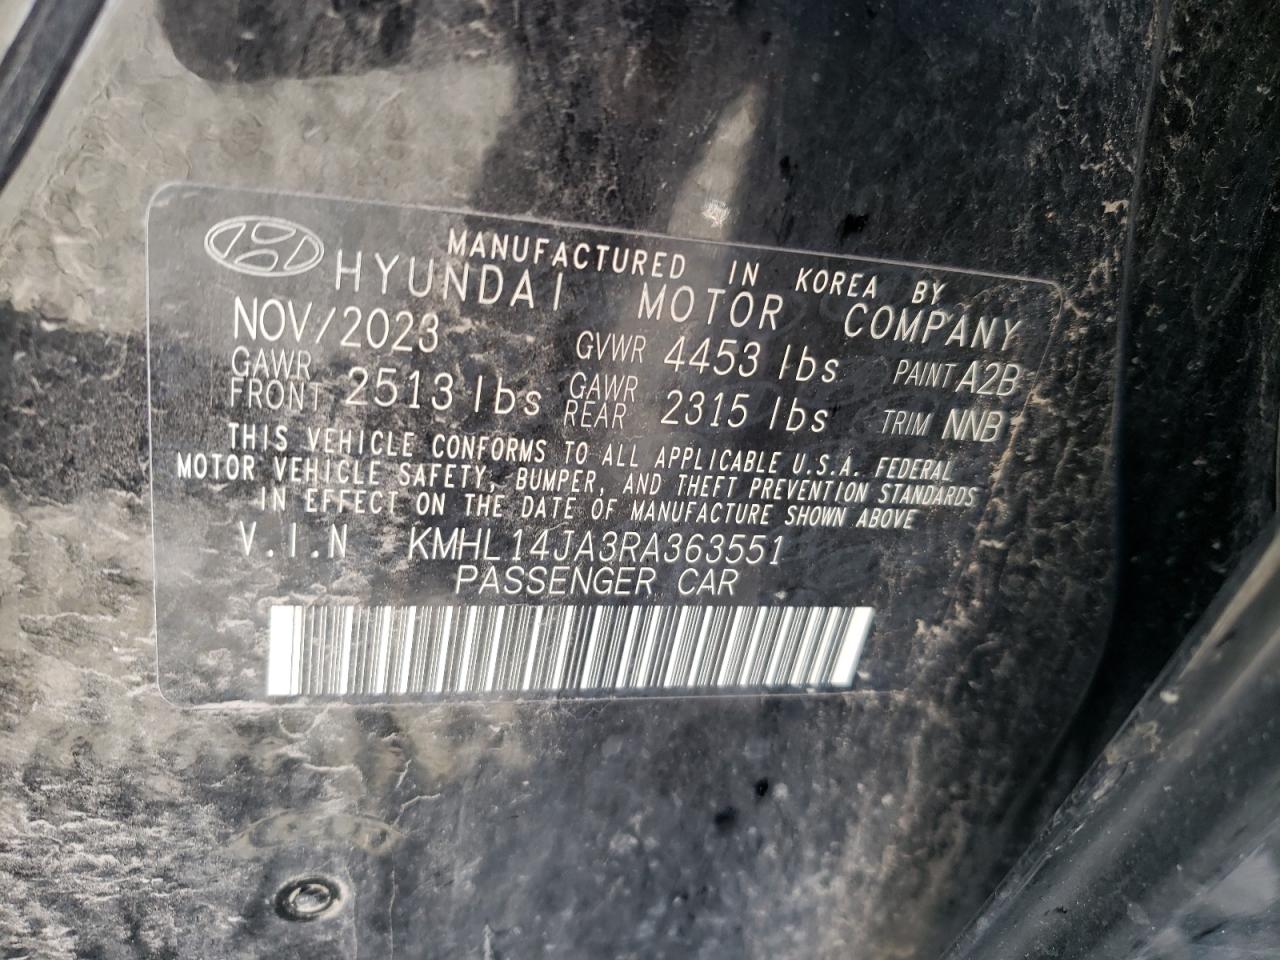 MANUFACTURED IN KOREA BY
HYUNDAI MOTOR COMPANY
NOV/2023 GVWR 4453 lbs PAINT A2B
GAWR FRONT 2513 lbs GAWR REAR 2315 lbs TRIM NNB
THIS VEHICLE CONFORMS TO ALL APPLICABLE U.S.A. FEDERAL
MOTOR VEHICLE SAFETY, BUMPER, AND THEFT PREVENTION STANDARDS
IN EFFECT ON THE DATE OF MANUFACTURE SHOWN ABOVE
V.I.N KMHL14JA3RA363551
PASSENGER CAR